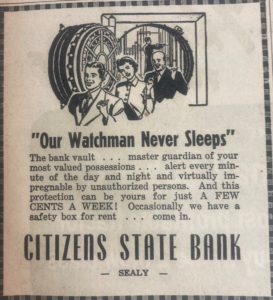 "Our Watchman Never Sleeps"
The bank vault . . . master guardian of your
most valued possessions . . . . alert every min-
ute of the day and night and virtually im-
pregnable by unauthorized persons. And this
protection can be yours for just A FEW
CENTS A WEEK! Occasionally we have a
safety box for rent . . . come in.
CITIZENS STATE BANK
— SEALY —